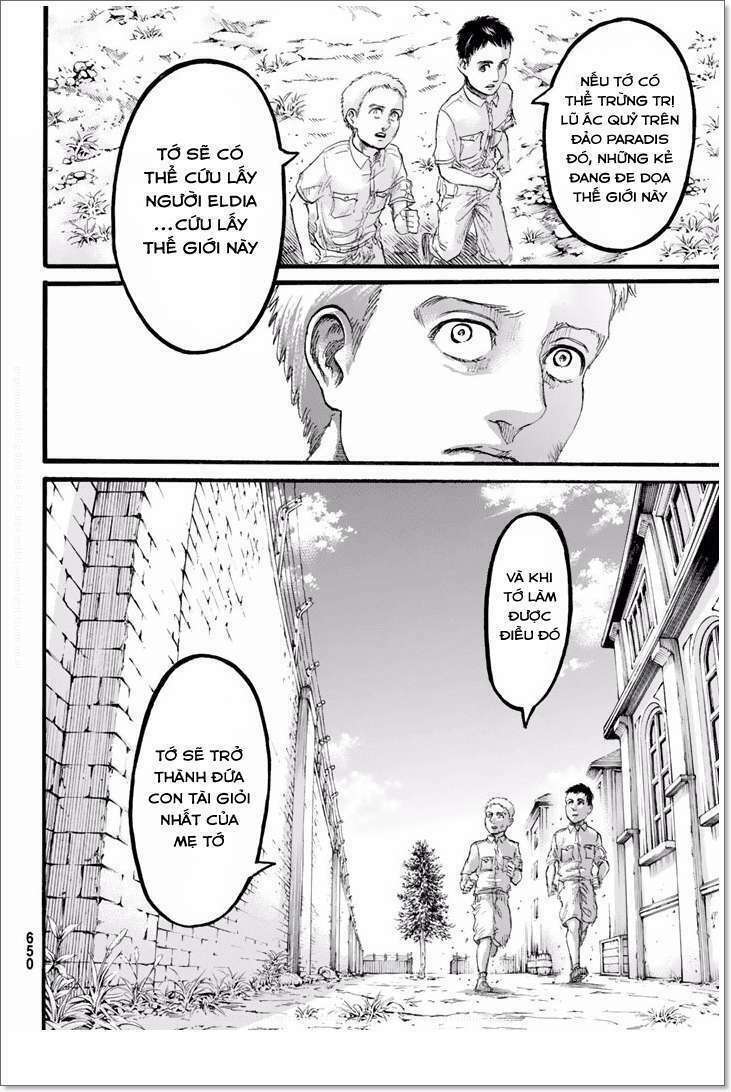 NẾU TỚ CÓ
THỂ TRỪNG TRỊ
LŨ ÁC QUỶ TRÊN
ĐẢO PARADIS
ĐÓ, NHỮNG KẺ
ĐANG ĐE DỌA
THẾ GIỚI NÀY
TỚ SẼ CÓ
THỂ CỨU LẤY
NGƯỜI ELDIA
...CỨU LẤY
THẾ GIỚI NÀY
VÀ KHI
TỚ LÀM
ĐƯỢC
ĐIỀU ĐÓ
TỚ SẼ TRỞ
THÀNH ĐỨA
CON TÀI GIỎI
NHẤT CỦA
MẸ TỚ
650